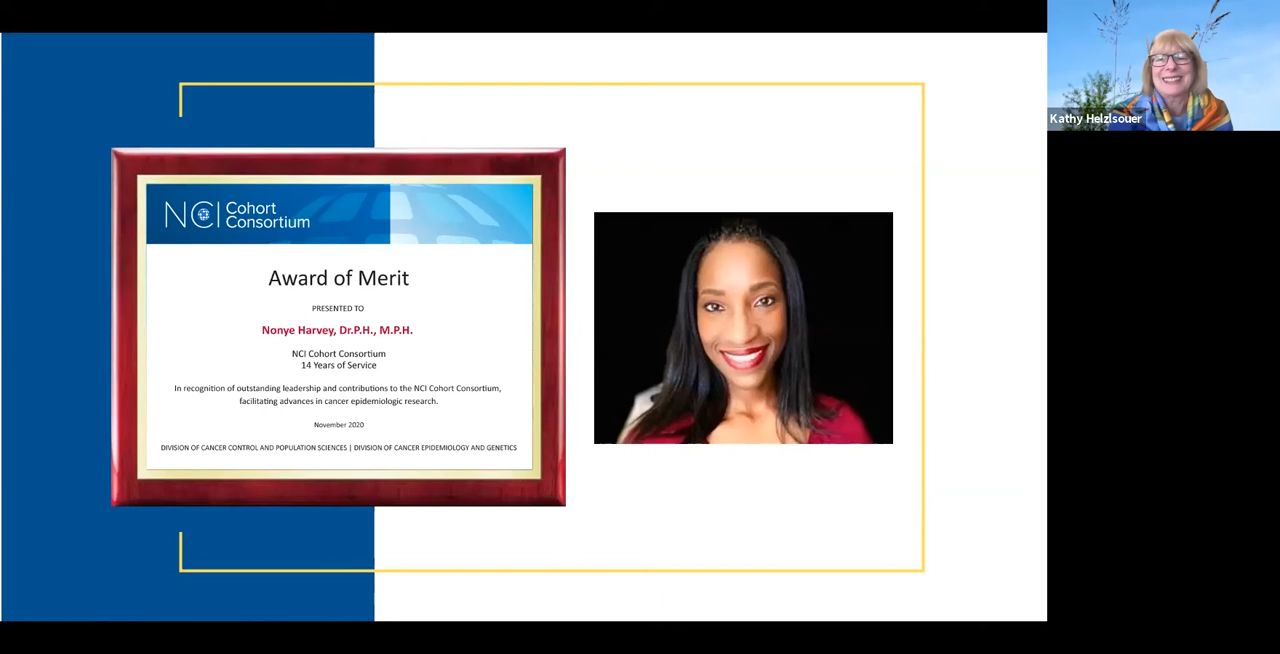 NCI Cohort
Consortium
Award of Merit
PRESENTED TO
Nonye Harvey, Dr.P.H., M.P.H.
NCI Cohort Consortium
14 Years of Service
In recognition of outstanding leadership and contributions to the NCI Cohort Consortium,
facilitating advances in cancer epidemiologic research.
November 2020
DIVISION OF CANCER CONTROL AND POPULATION SCIENCES | DIVISION OF CANCER EPIDEMIOLOGY AND GENETICS
Kathy Helzlsouer